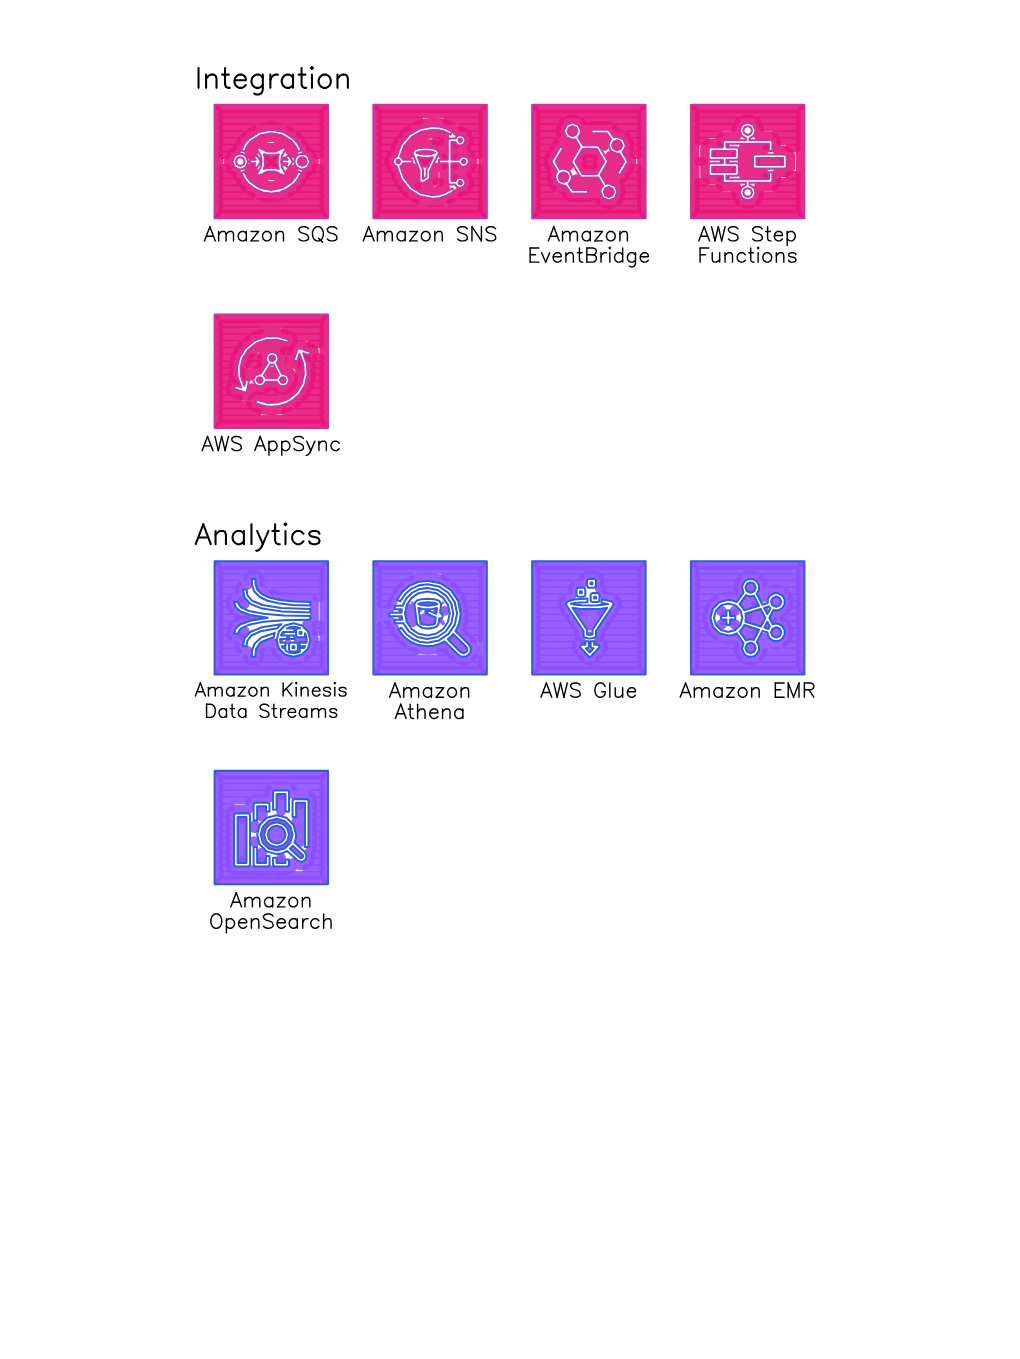 Integration
Amazon SQS
Amazon SNS
Amazon
EventBridge
AWS Step
Functions
AWS AppSync
Analytics
Amazon Kinesis
Data Streams
Amazon
Athena
AWS Glue
Amazon EMR
Amazon
OpenSearch